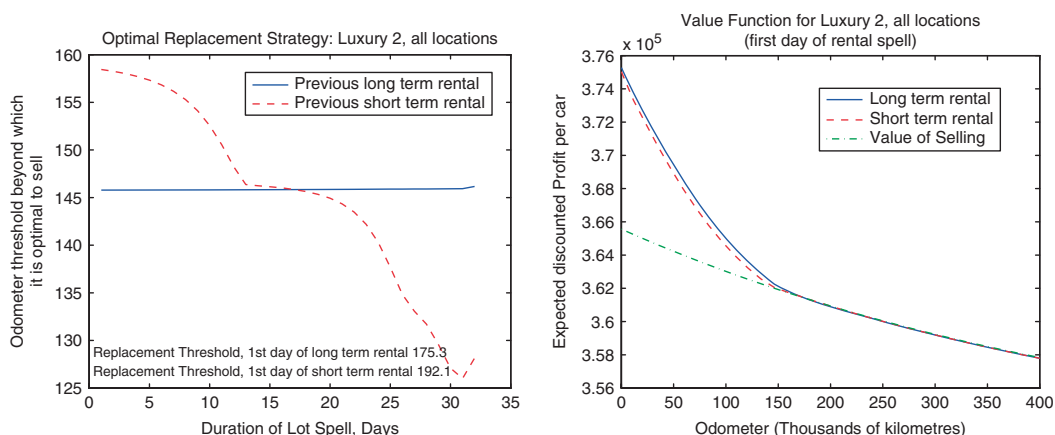 Optimal Replacement Strategy: Luxury 2, all locations
160
155
150
145
140
135
130
125
Odometer threshold beyond which
it is optimal to sell
Previous long term rental
Previous short term rental
Replacement Threshold, 1st day of long term rental 175.3
Replacement Threshold, 1st day of short term rental 192.1
0 5 10 15 20 25 30 35
Duration of Lot Spell, Days
Value Function for Luxury 2, all locations
(first day of rental spell)
x 10^5
3.76
3.74
3.7
3.68
3.66
3.64
3.62
3.6
3.58
3.56
Expected discounted Profit per car
Long term rental
Short term rental
Value of Selling
0 50 100 150 200 250 300 350 400
Odometer (Thousands of kilometres)